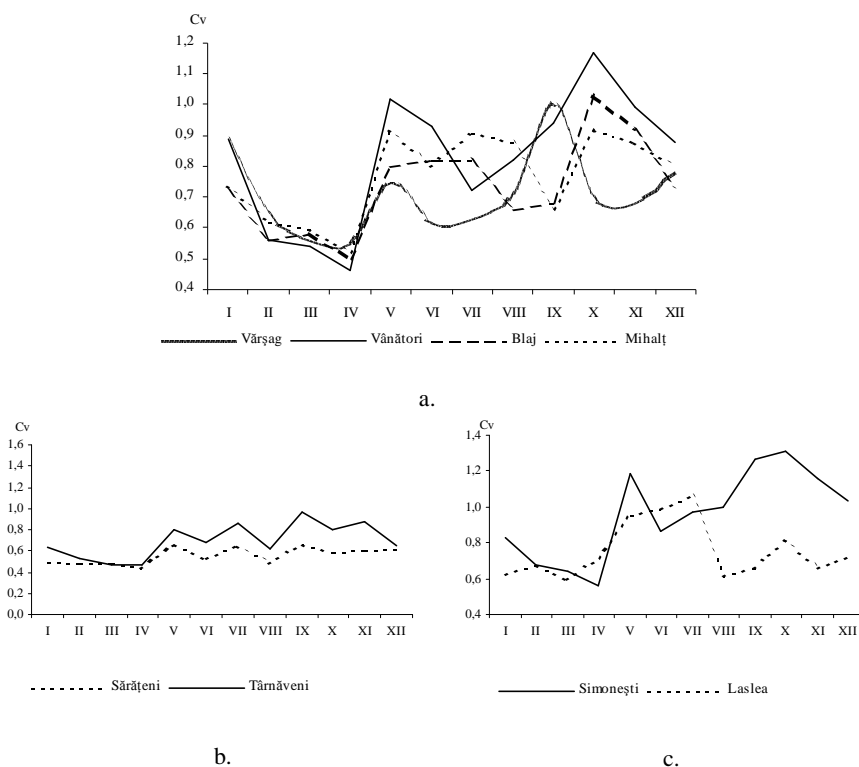 Cv
1,2
1,1
1,0
0,9
0,8
0,7
0,6
0,5
0,4
I II III IV V VI VII VIII IX X XI XII
Vărşag Vânători Blaj Mihalţ
a.
Cv
1,6
1,4
1,2
1,0
0,8
0,6
0,4
0,2
0,0
I II III IV V VI VII VIII IX X XI XII
Sărăţeni Târnăveni
b.
Cv
1,4
1,2
1,0
0,8
0,6
0,4
I II III IV V VI VII VIII IX X XI XII
Simoneşti Laslea
c.